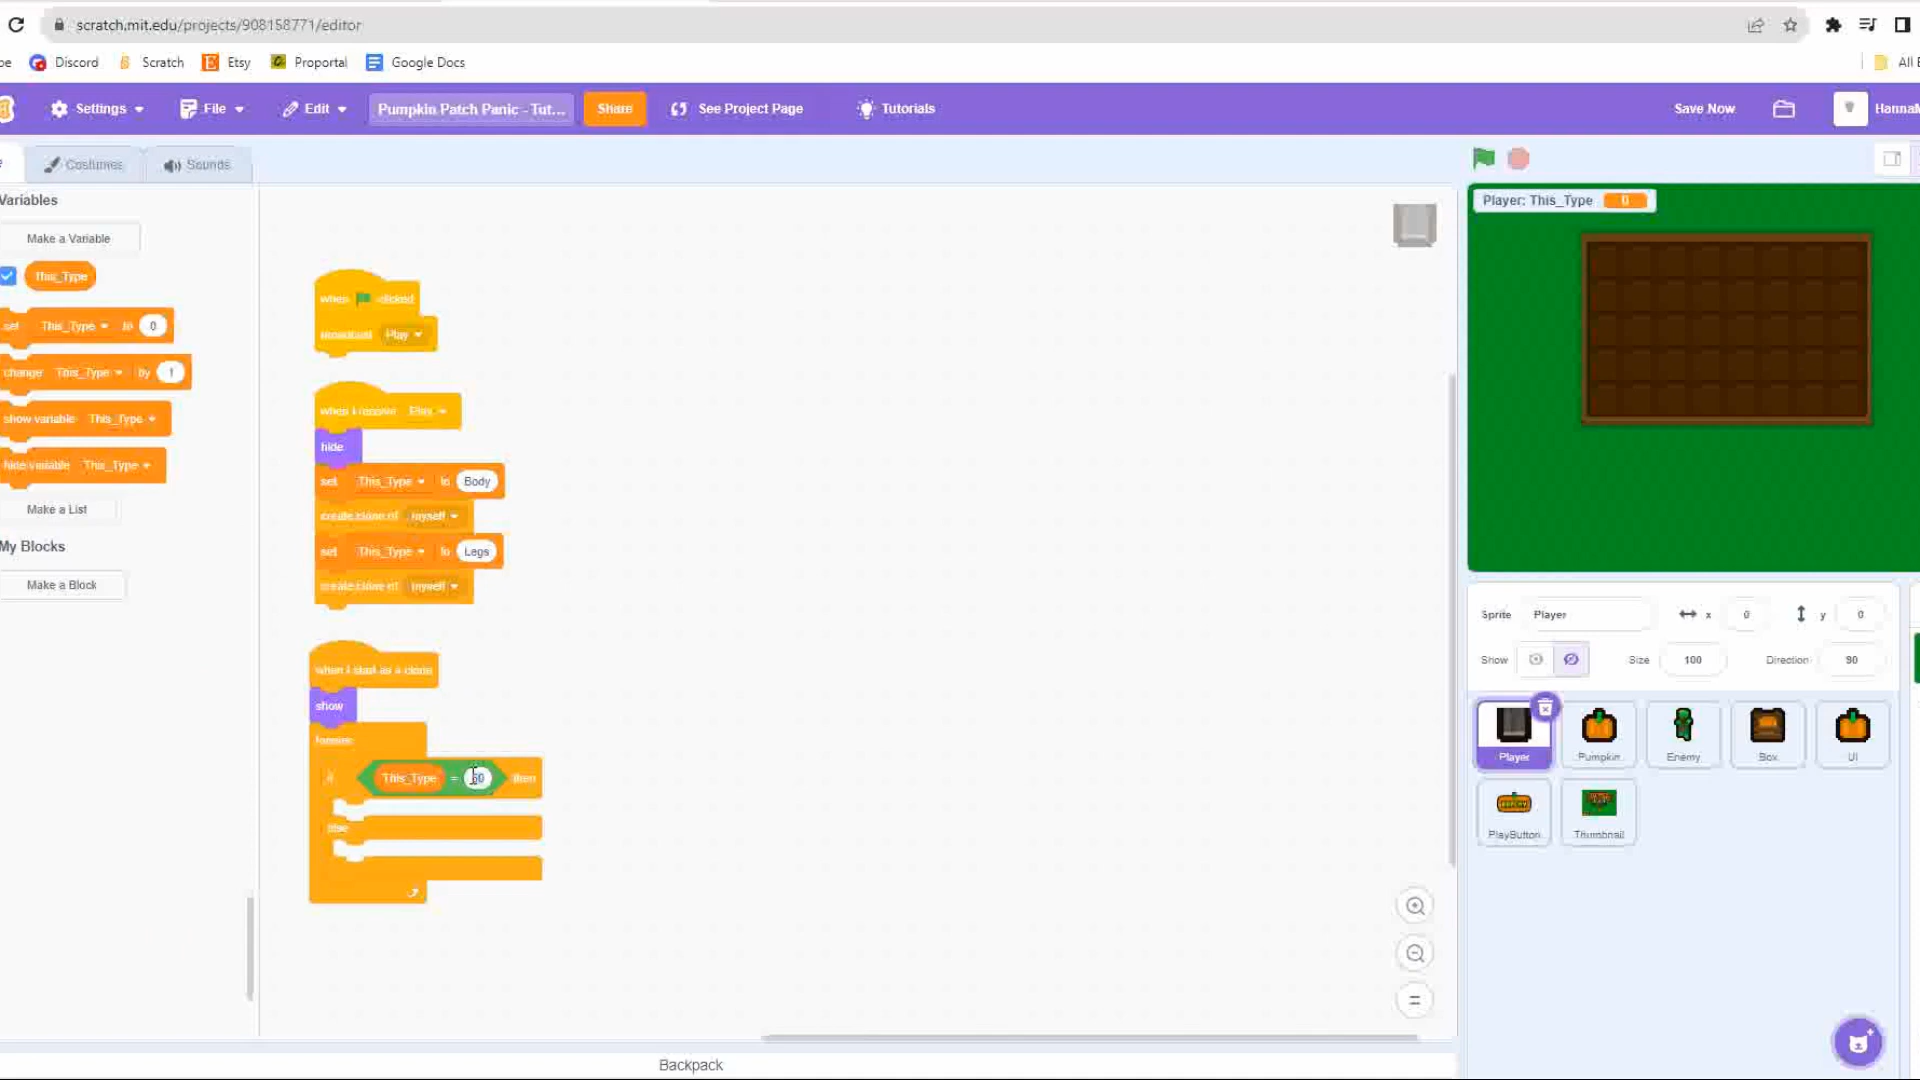 scratch.mit.edu/projects/908158771/editor
Discord
Scratch
Etsy
Proportal
Google Docs
Settings
File
Edit
Pumpkin Patch Panic - Tut...
Share
See Project Page
Tutorials
Save Now
Costumes
Sounds
Variables
Make a Variable
This_Type
set This_Type to 0
change This_Type by 1
show variable This_Type
hide variable This_Type
Make a List
My Blocks
Make a Block
when clicked
broadcast Play
when I receive Play
hide
set This_Type to Body
create clone of myself
set This_Type to Legs
create clone of myself
when I start as a clone
show
forever
if This_Type = 50 then
else
Player: This_Type 0
Sprite Player x 0 y 0
Show Size 100 Direction 90
Player
Pumpkin
Enemy
Box
UI
PlayButton
Thumbnail
Backpack